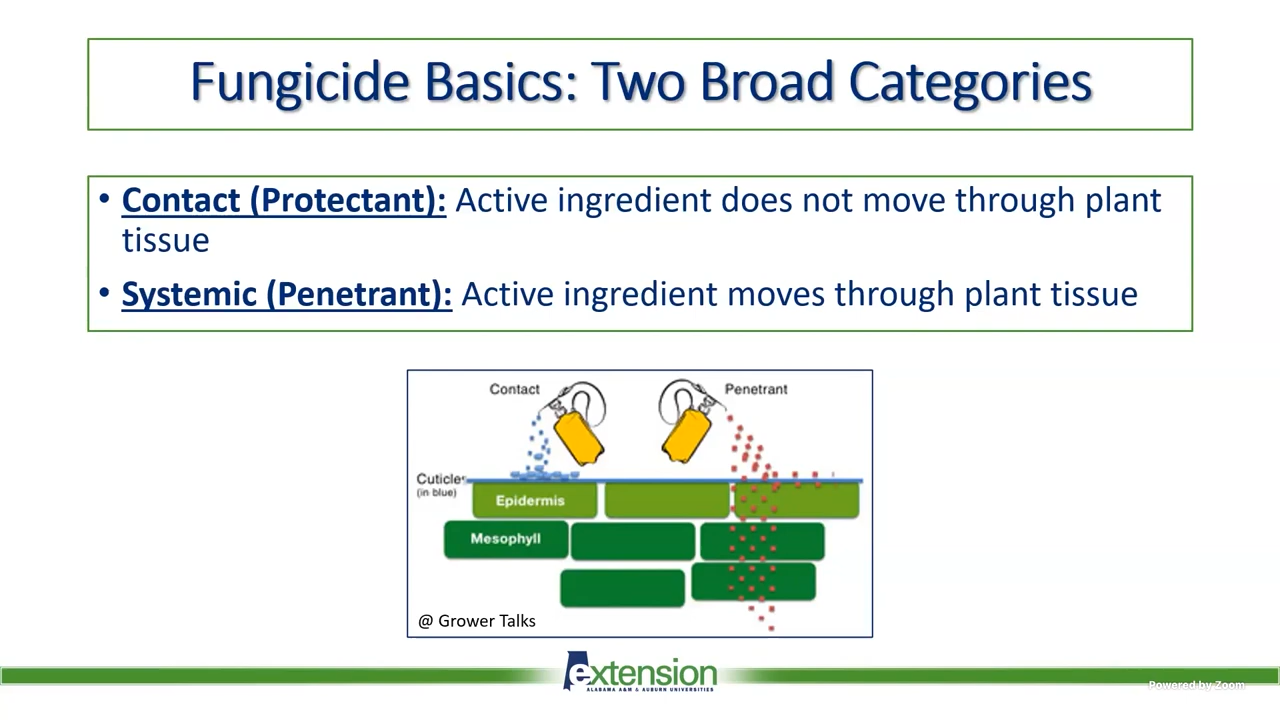 Fungicide Basics: Two Broad Categories
• Contact (Protectant): Active ingredient does not move through plant
tissue
• Systemic (Penetrant): Active ingredient moves through plant tissue
Contact
Penetrant
Cuticles
(in blue)
Epidermis
Mesophyll
@ Grower Talks
extension
ALABAMA A&M & AUBURN UNIVERSITIES
Powered by Zoom